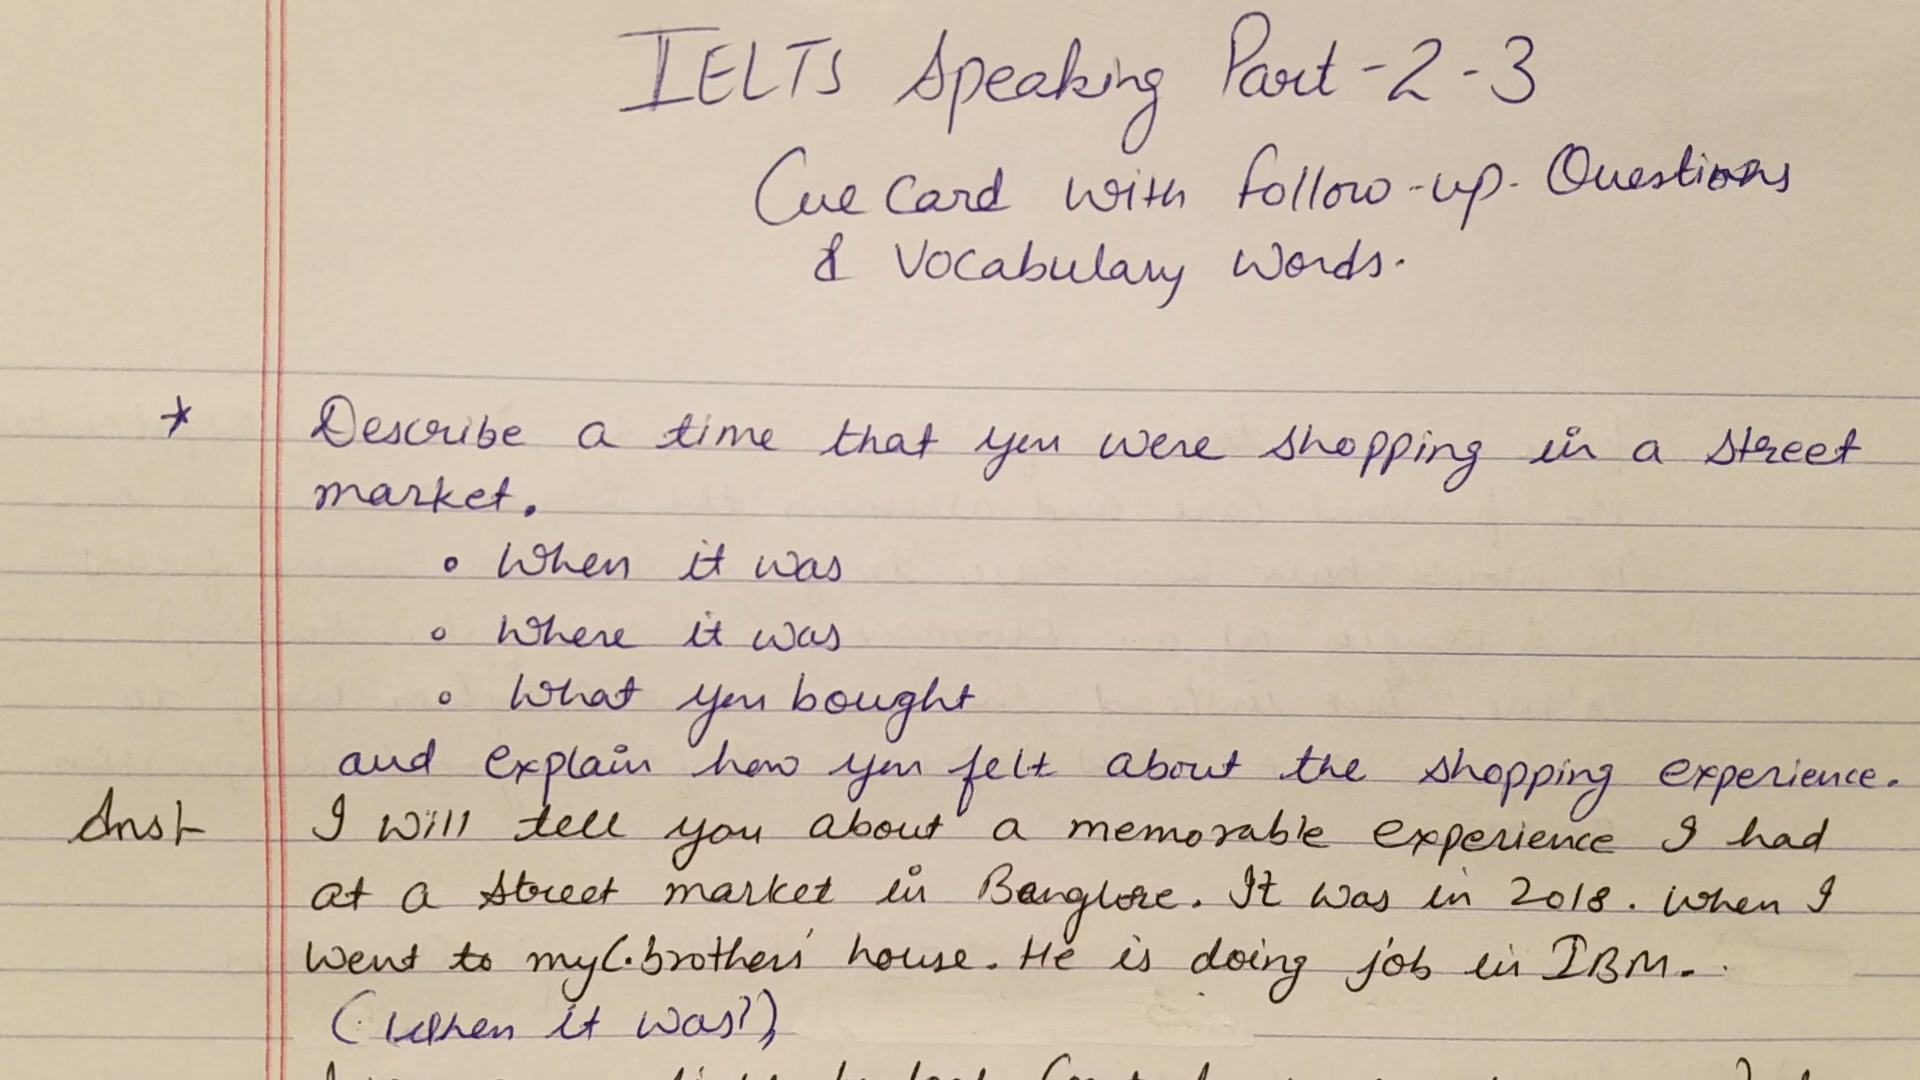 IELTS Speaking Part-2-3
Cue Card with follow-up. Questions
& Vocabulary Words.
* Describe a time that you were shopping in a street
market.
• When it was
• Where it was
• What you bought
and explain how you felt about the shopping experience.
Ans:- I will tell you about a memorable experience I had
at a street market in Banglore. It was in 2018. When I
went to my C. brothers' house. He is doing job in IBM.
(When it was?)